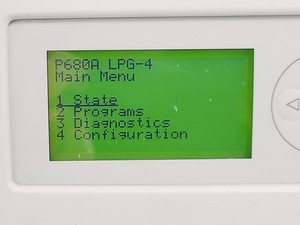 P680A LPG-4
Main Menu
1 State
2 Programs
3 Diagnostics
4 Configuration